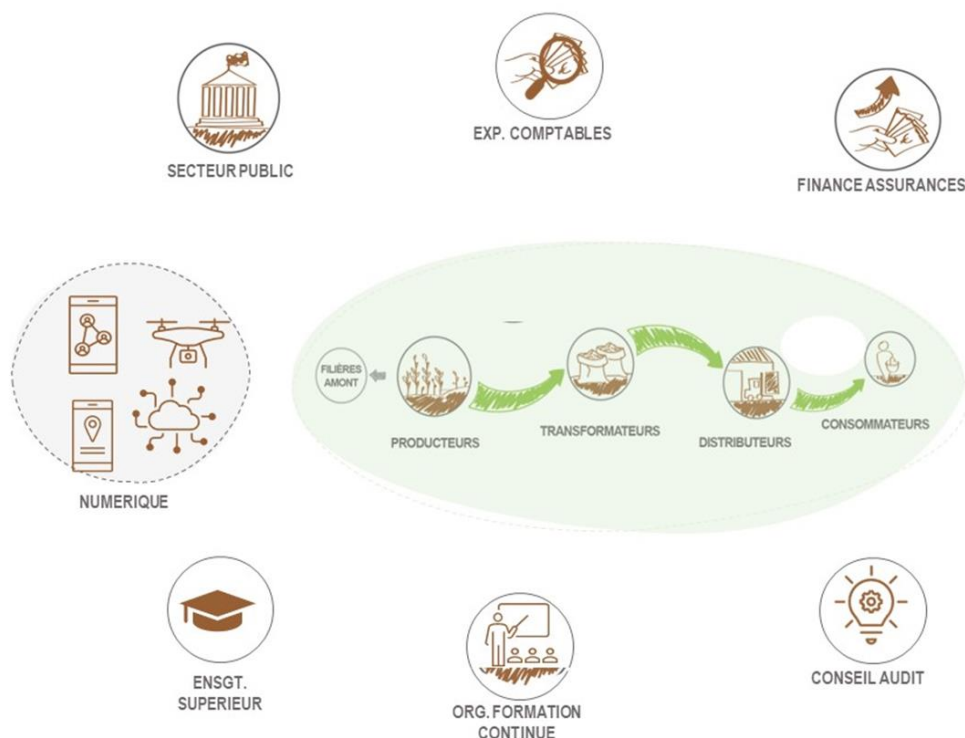 SECTEUR PUBLIC
EXP. COMPTABLES
FINANCE ASSURANCES
NUMERIQUE
FILIÈRES
AMONT
PRODUCTEURS
TRANSFORMATEURS
DISTRIBUTEURS
CONSOMMATEURS
ENSGT.
SUPERIEUR
ORG. FORMATION
CONTINUE
CONSEIL AUDIT